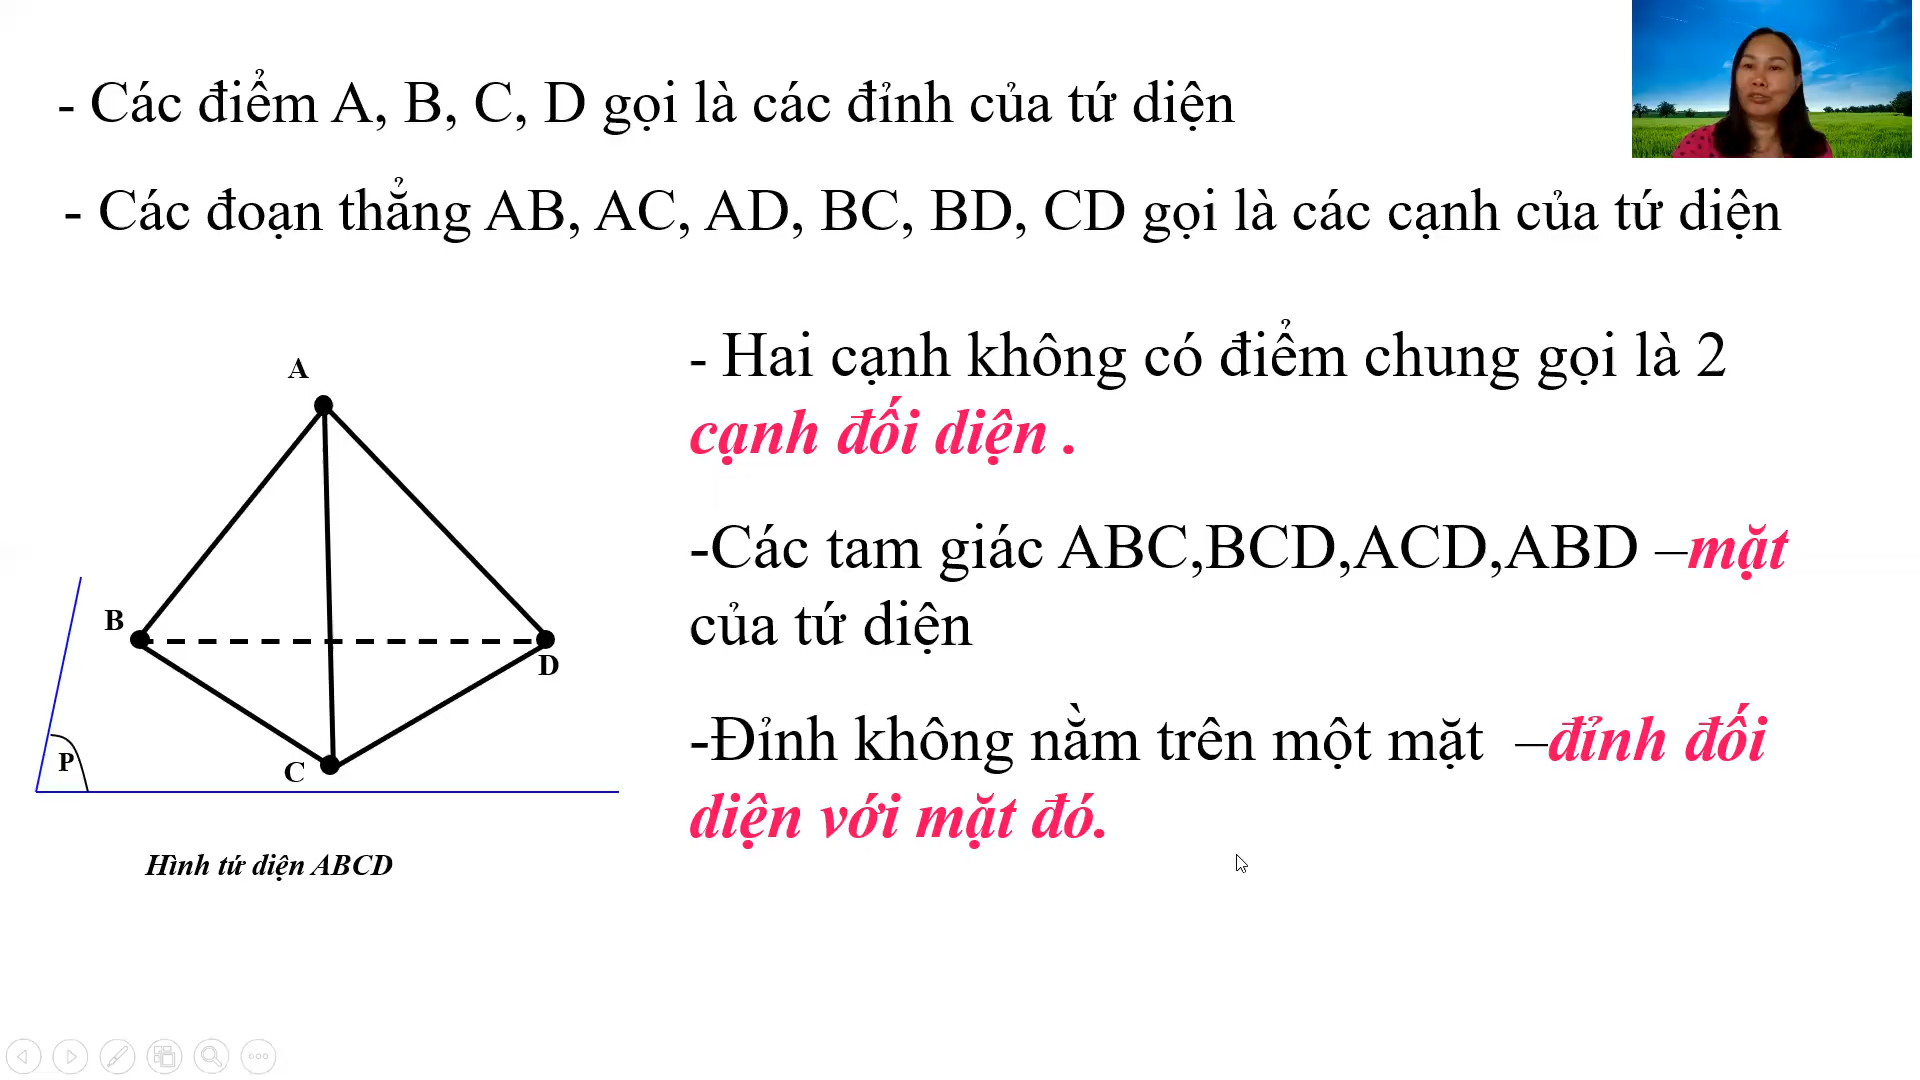 - Các điểm A, B, C, D gọi là các đỉnh của tứ diện
- Các đoạn thẳng AB, AC, AD, BC, BD, CD gọi là các cạnh của tứ diện
- Hai cạnh không có điểm chung gọi là 2
cạnh đối diện .
-Các tam giác ABC,BCD,ACD,ABD –mặt
của tứ diện
-Đỉnh không nằm trên một mặt –đỉnh đối
diện với mặt đó.
A
B
D
C
P
Hình tứ diện ABCD